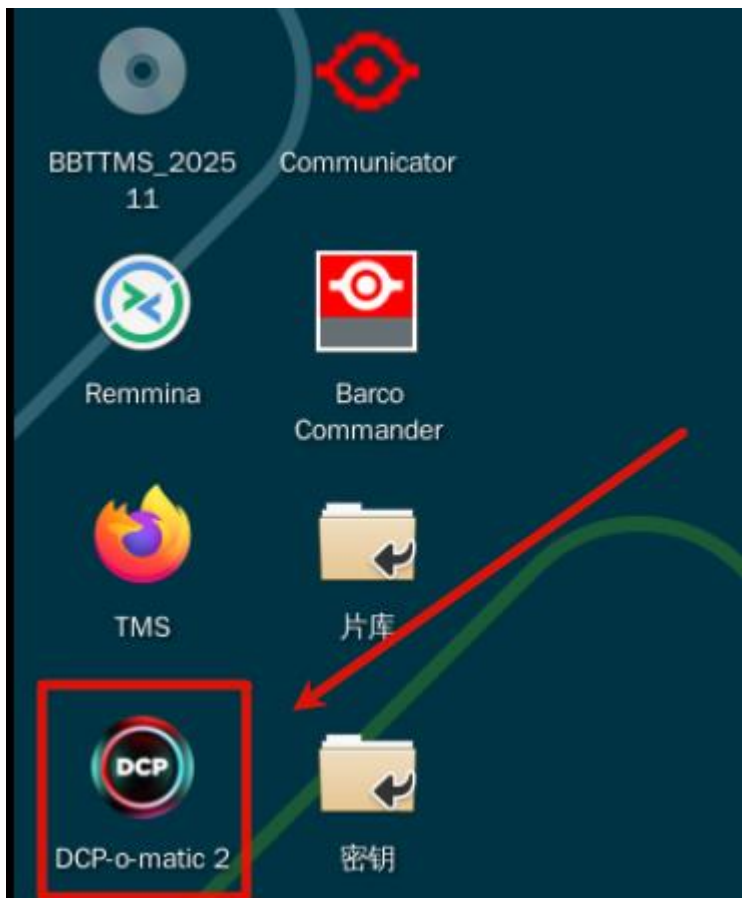 BBTTMS_2025
11
Communicator
Remmina
Barco
Commander
TMS
片库
DCP
DCP-o-matic 2
密钥